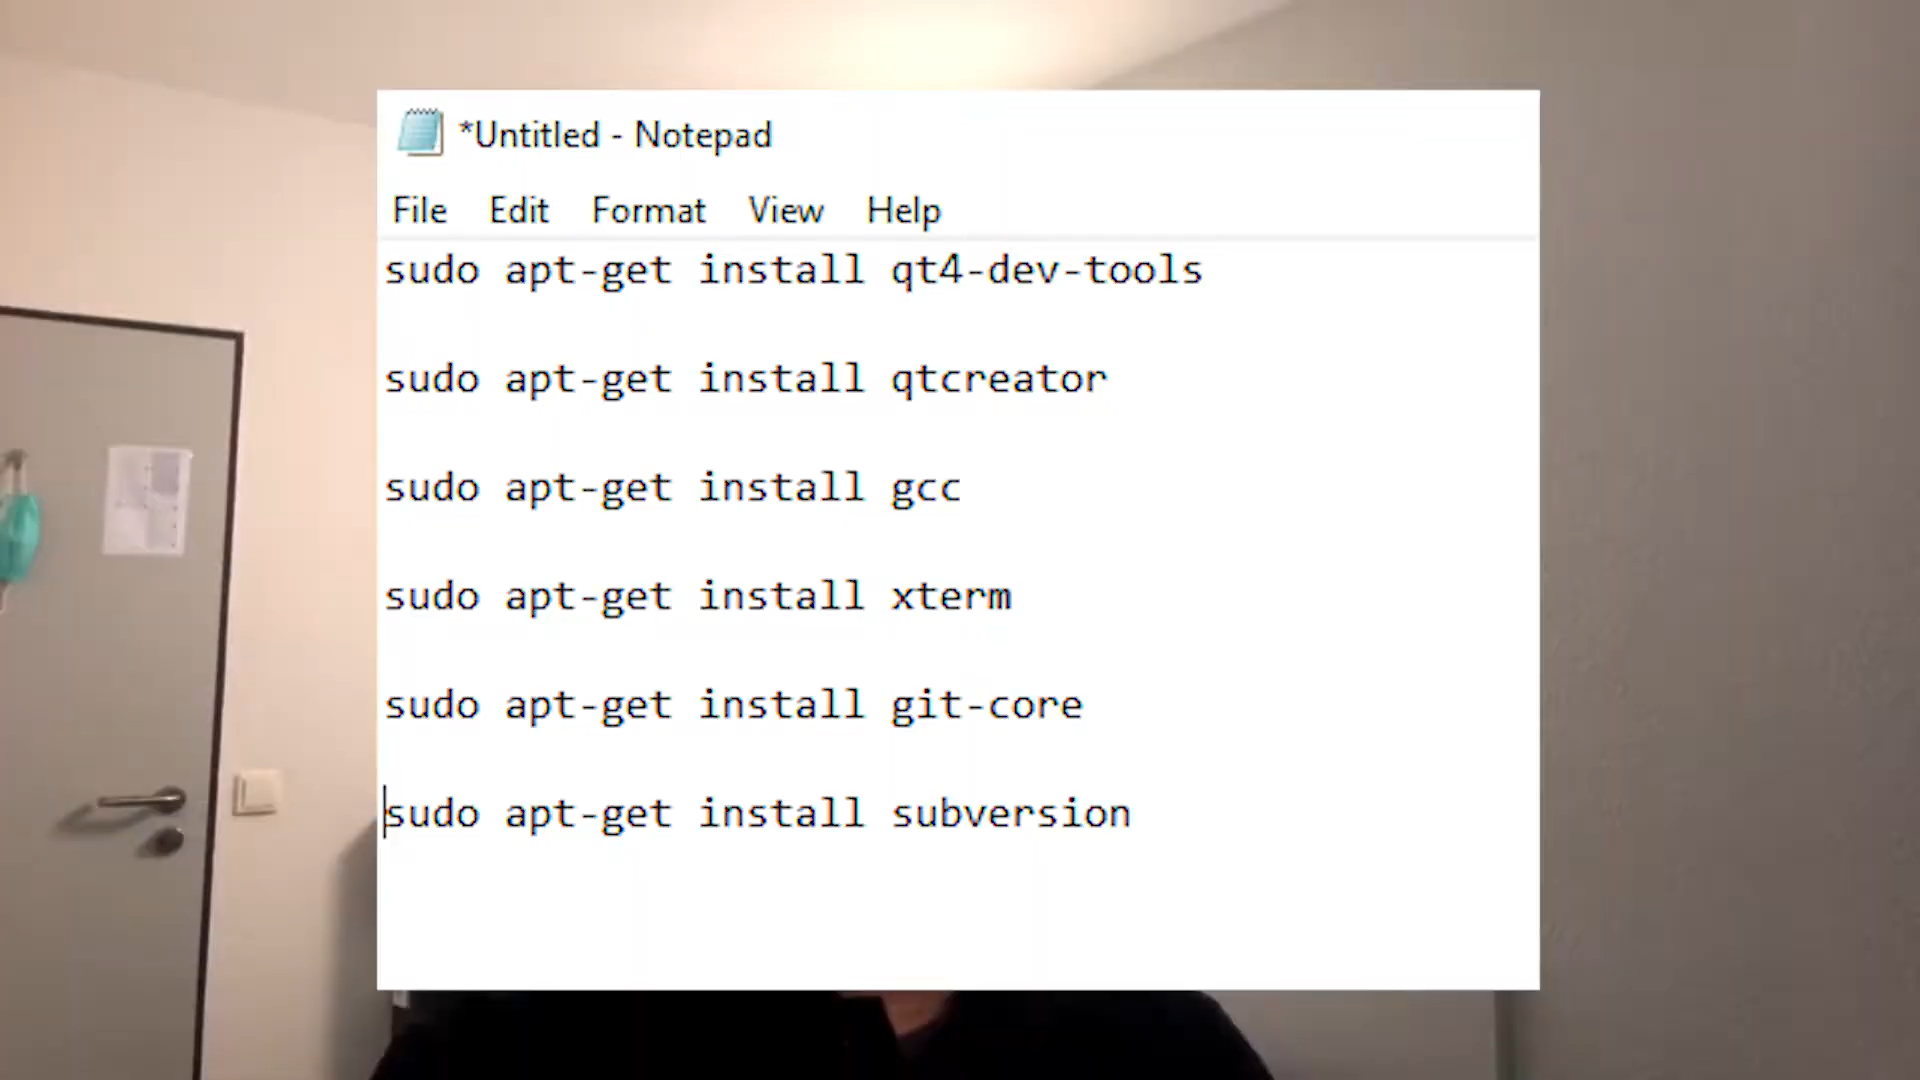 *Untitled - Notepad
File Edit Format View Help
sudo apt-get install qt4-dev-tools
sudo apt-get install qtcreator
sudo apt-get install gcc
sudo apt-get install xterm
sudo apt-get install git-core
sudo apt-get install subversion